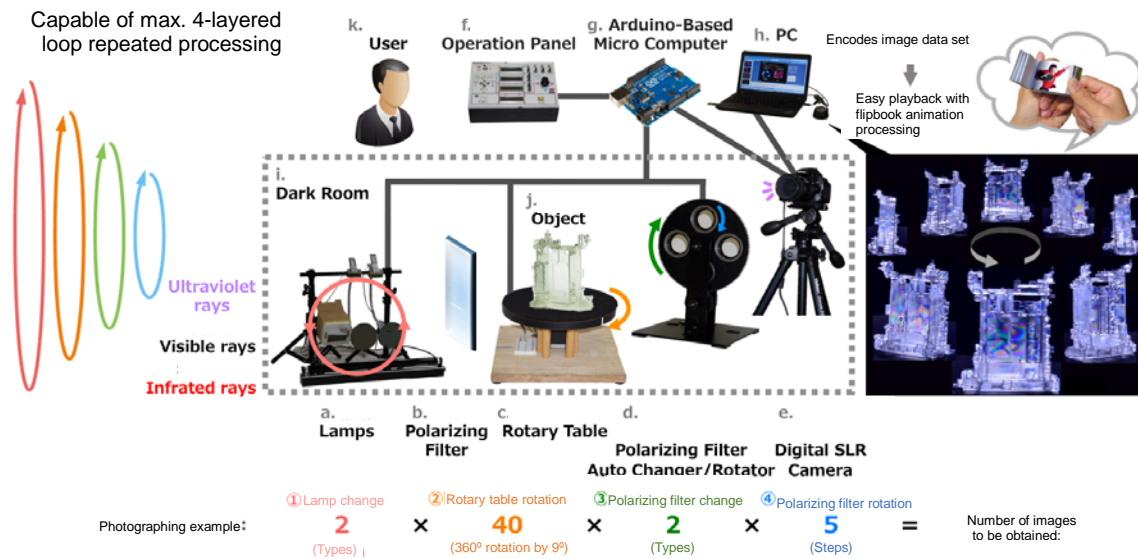 Capable of max. 4-layered
loop repeated processing
k.
User
f.
Operation Panel
g. Arduino-Based
Micro Computer
h. PC
Encodes image data set
Easy playback with
flipbook animation
processing
i.
Dark Room
j.
Object
Ultraviolet
rays
Visible rays
Infrated rays
a.
Lamps
b.
Polarizing
Filter
c.
Rotary Table
d.
Polarizing Filter
Auto Changer/Rotator
e.
Digital SLR
Camera
Photographing example:
①Lamp change
2
(Types)
×
②Rotary table rotation
40
(360º rotation by 9º)
×
③Polarizing filter change
2
(Types)
×
④Polarizing filter rotation
5
(Steps)
=
Number of images
to be obtained: